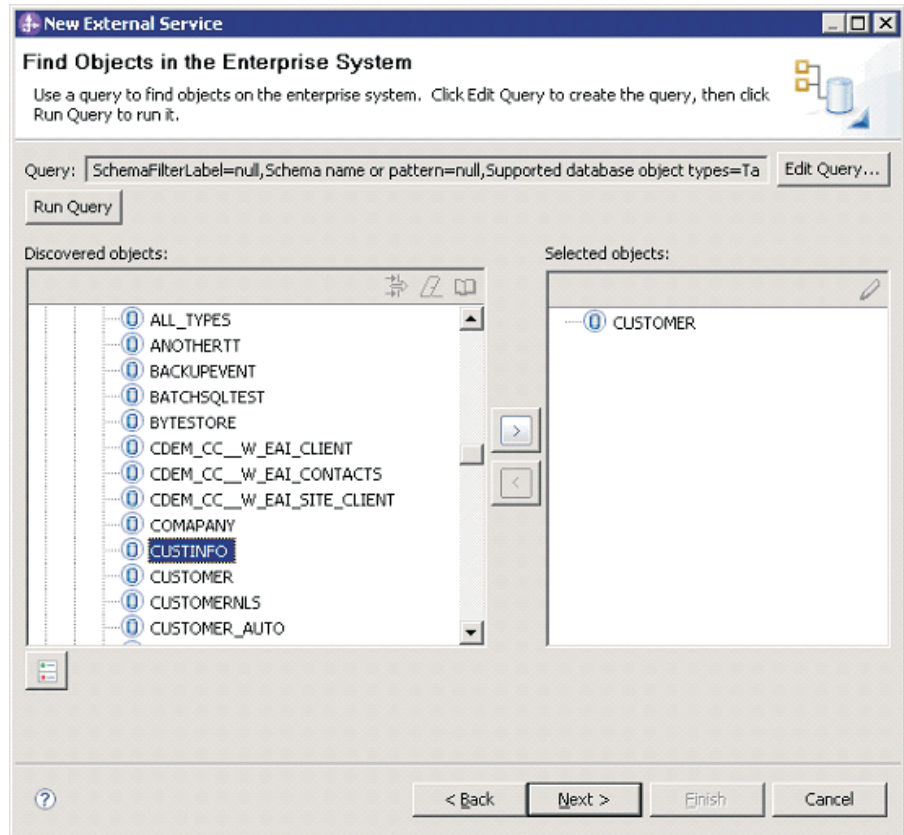 New External Service
Find Objects in the Enterprise System
Use a query to find objects on the enterprise system. Click Edit Query to create the query, then click
Run Query to run it.
Query: SchemaFilterLabel=null,Schema name or pattern=null,Supported database object types=Ta Edit Query...
Run Query
Discovered objects: Selected objects:
ALL_TYPES
ANOTHERTT
BACKUPEVENT
BATCHSQLTEST
BYTESTORE
CDEM_CC__W_EAI_CLIENT
CDEM_CC__W_EAI_CONTACTS
CDEM_CC__W_EAI_SITE_CLIENT
COMAPANY
CUSTINFO
CUSTOMER
CUSTOMERNLS
CUSTOMER_AUTO
>
<
CUSTOMER
? < Back Next > Finish Cancel